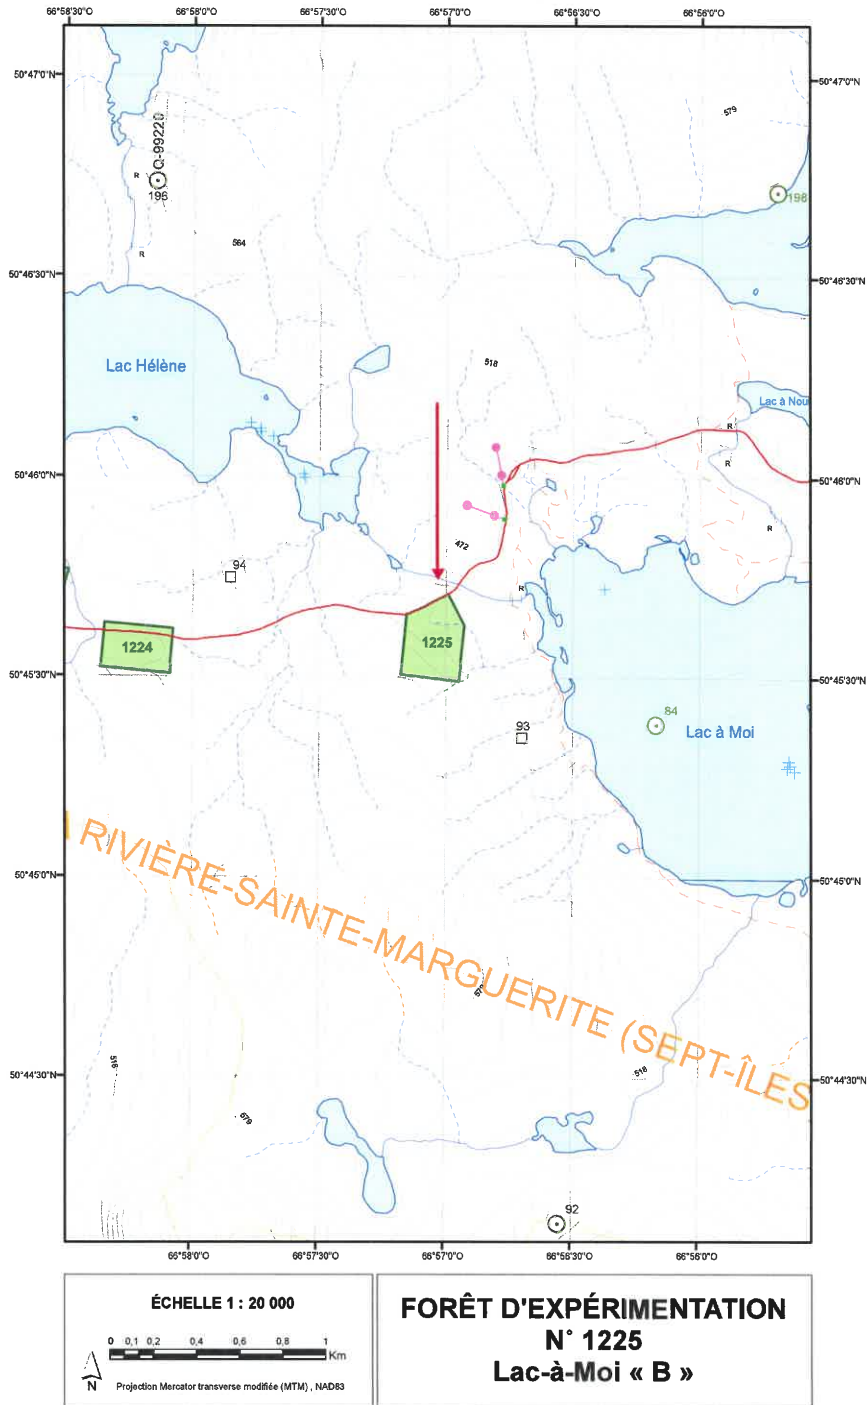 66°58'30"O 66°58'0"O 66°57'30"O 66°57'0"O 66°56'30"O 66°56'0"O
50°47'0"N
50°47'0"N
579
Q-99220
R
196
198
R
564
50°46'30"N
50°46'30"N
Lac Hélène
518
Lac à Nou
R
R
50°46'0"N
50°46'0"N
R
472
94
R
1224
1225
50°45'30"N
50°45'30"N
84
93
Lac à Moi
RIVIÈRE-SAINTE-MARGUERITE (SEPT-ÎLES
50°45'0"N
50°45'0"N
579
518
518
50°44'30"N
50°44'30"N
579
92
66°58'0"O 66°57'30"O 66°57'0"O 66°56'30"O 66°56'0"O
ÉCHELLE 1 : 20 000
0 0,1 0,2 0,4 0,6 0,8 1
Km
N
Projection Mercator transverse modifiée (MTM) , NAD83
FORÊT D'EXPÉRIMENTATION
N° 1225
Lac-à-Moi « B »